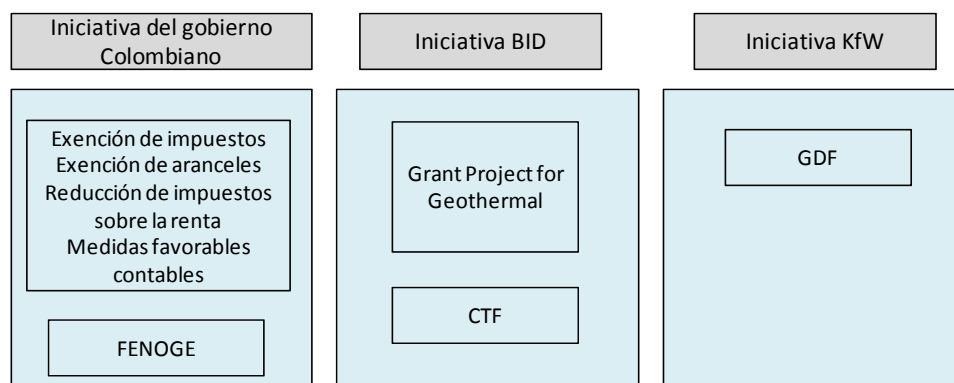 Iniciativa del gobierno
Colombiano
Iniciativa BID
Iniciativa KfW
Exención de impuestos
Exención de aranceles
Reducción de impuestos
sobre la renta
Medidas favorables
contables
FENOGE
Grant Project for
Geothermal
CTF
GDF